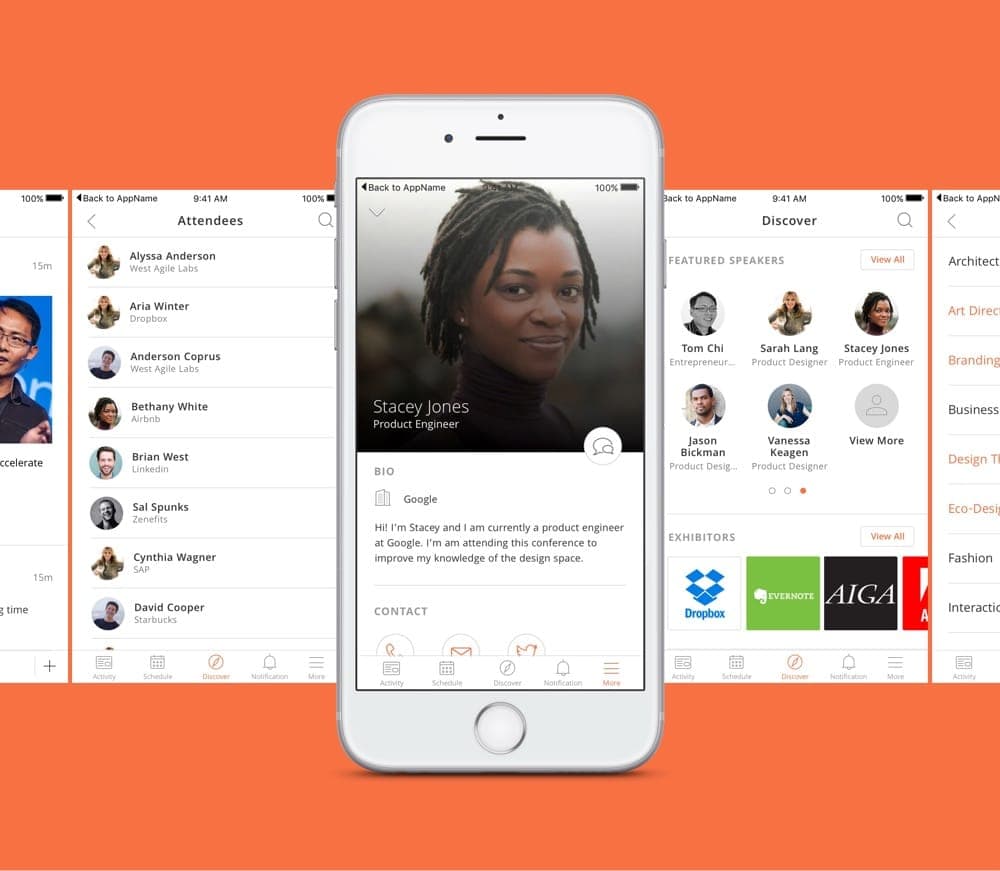 100%
15m
ccelerate
15m
g time
Back to AppName
9:41 AM
100%
Attendees
Alyssa Anderson
West Agile Labs
Aria Winter
Dropbox
Anderson Coprus
West Agile Labs
Bethany White
Airbnb
Brian West
Linkedin
Sal Spunks
Zenefits
Cynthia Wagner
SAP
David Cooper
Starbucks
Activity
Schedule
Discover
Notification
More
Back to AppName
9:41 AM
100%
Stacey Jones
Product Engineer
BIO
Google
Hi! I'm Stacey and I am currently a product engineer
at Google. I'm am attending this conference to
improve my knowledge of the design space.
CONTACT
Activity
Schedule
Discover
Notification
More
Back to AppName
9:41 AM
100%
Discover
FEATURED SPEAKERS
View All
Tom Chi
Entrepreneur...
Sarah Lang
Product Designer
Stacey Jones
Product Engineer
Jason
Bickman
Product Desig...
Vanessa
Keagen
Product Designer
View More
EXHIBITORS
View All
Dropbox
EVERNOTE
AIGA
A
Activity
Schedule
Discover
Notification
More
Back to AppN
Architect
Art Direc
Branding
Business
Design Th
Eco-Desig
Fashion
Interactio
Activity